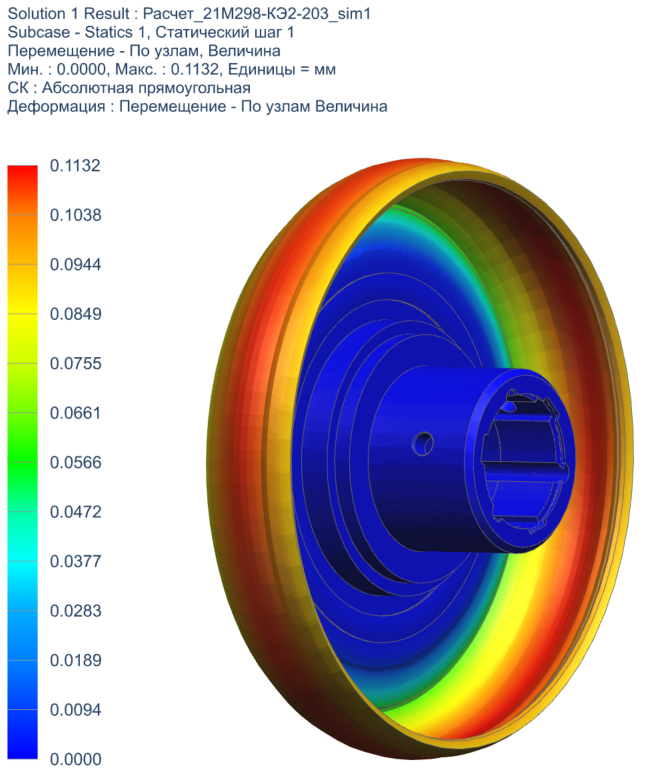 Solution 1 Result : Расчет_21М298-КЭ2-203_sim1
Subcase - Statics 1, Статический шаг 1
Перемещение - По узлам, Величина
Мин. : 0.0000, Макс. : 0.1132, Единицы = мм
СК : Абсолютная прямоугольная
Деформация : Перемещение - По узлам Величина
0.1132
0.1038
0.0944
0.0849
0.0755
0.0661
0.0566
0.0472
0.0377
0.0283
0.0189
0.0094
0.0000